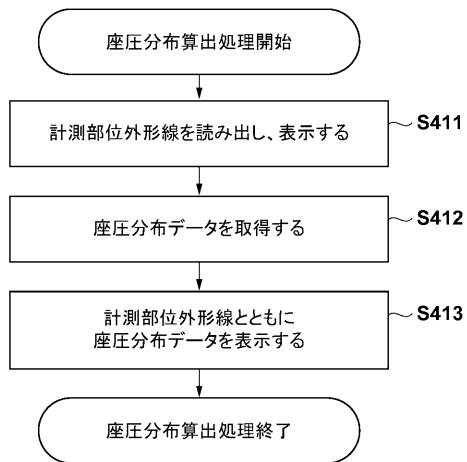 座圧分布算出処理開始
計測部位外形線を読み出し、表示する
S411
座圧分布データを取得する
S412
計測部位外形線とともに
座圧分布データを表示する
S413
座圧分布算出処理終了